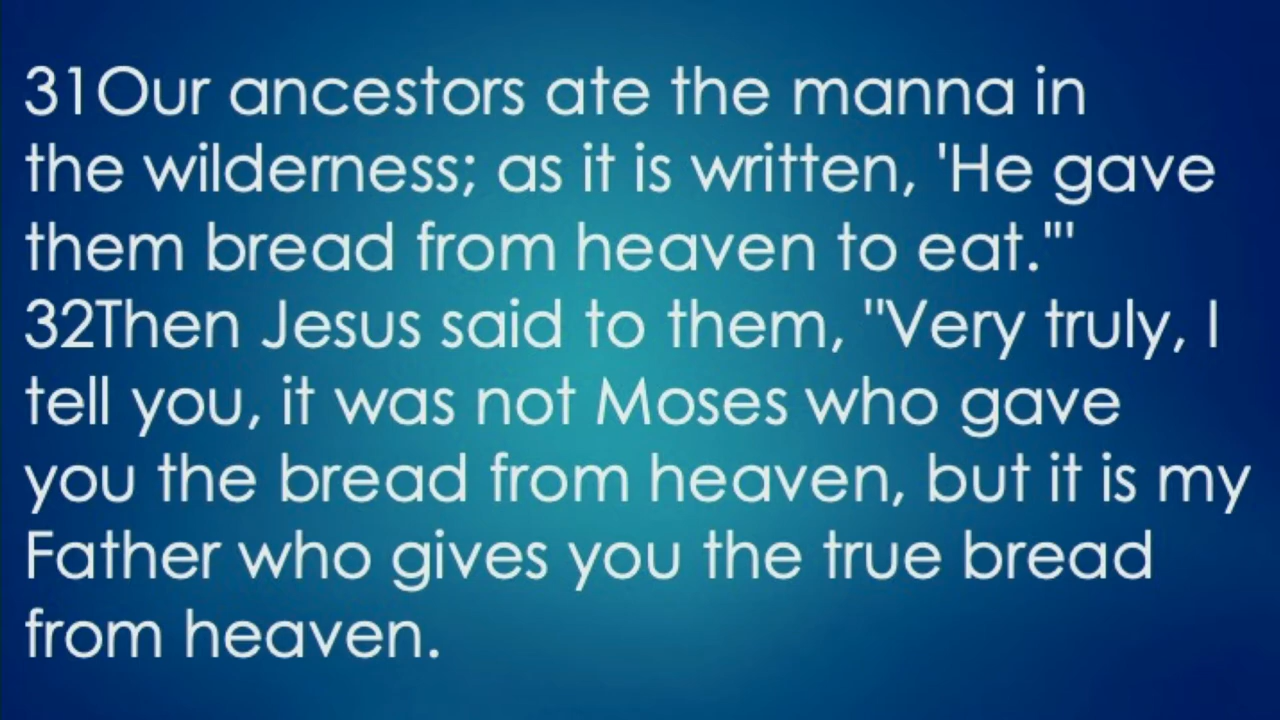 31Our ancestors ate the manna in
the wilderness; as it is written, 'He gave
them bread from heaven to eat.'"
32Then Jesus said to them, "Very truly, I
tell you, it was not Moses who gave
you the bread from heaven, but it is my
Father who gives you the true bread
from heaven.